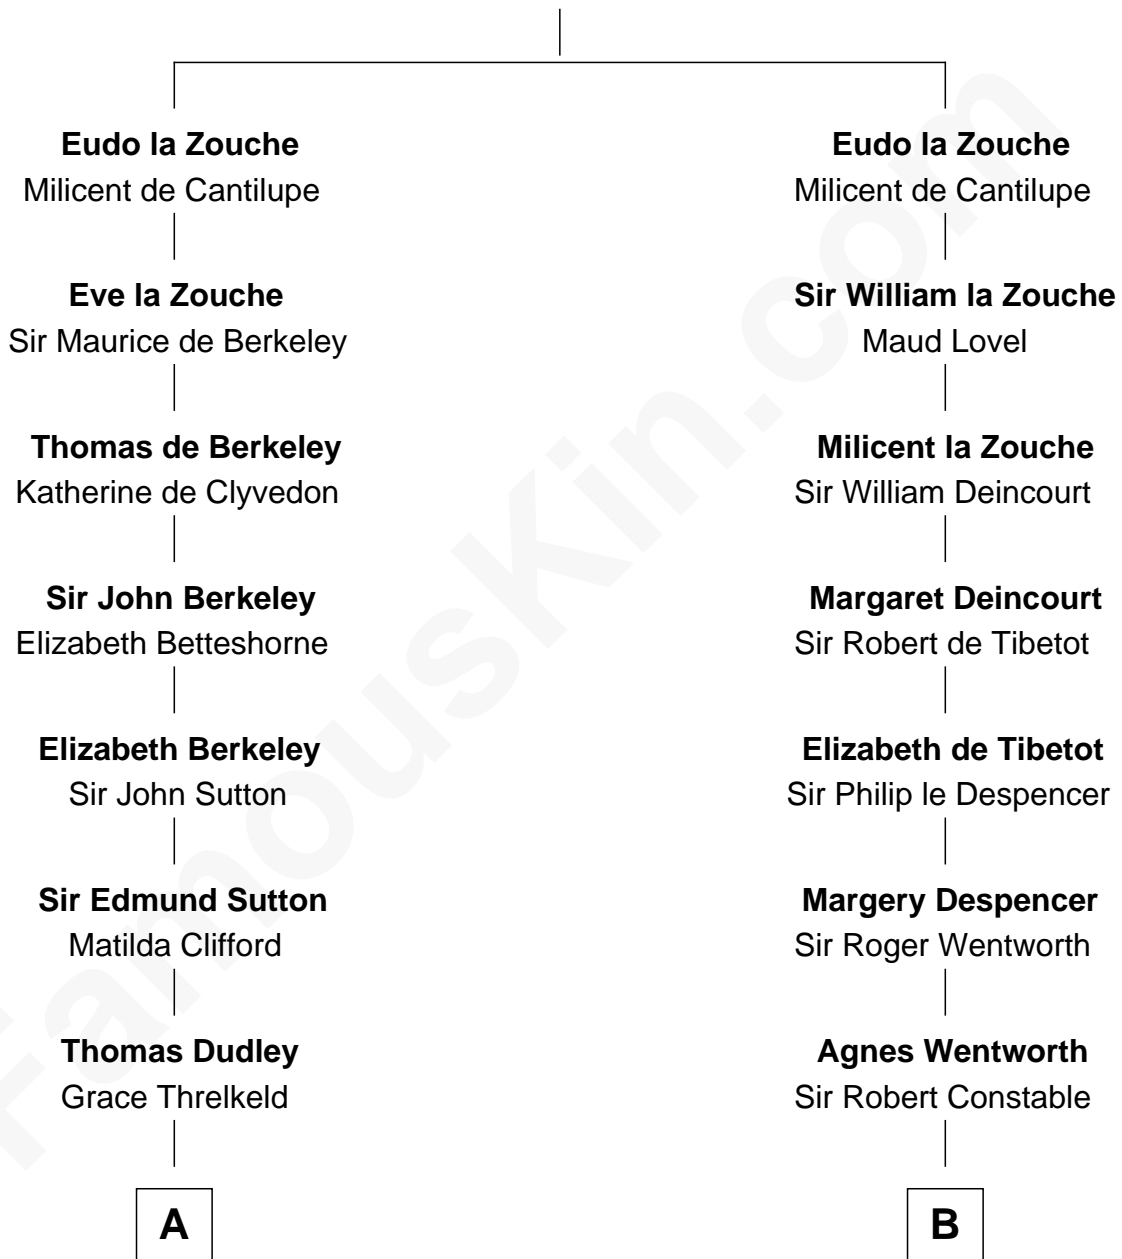 Eudo la Zouche
Milicent de Cantilupe
Eve la Zouche
Sir Maurice de Berkeley
Thomas de Berkeley
Katherine de Clyvedon
Sir John Berkeley
Elizabeth Betteshorne
Elizabeth Berkeley
Sir John Sutton
Sir Edmund Sutton
Matilda Clifford
Thomas Dudley
Grace Threlkeld
A
Eudo la Zouche
Milicent de Cantilupe
Sir William la Zouche
Maud Lovel
Milicent la Zouche
Sir William Deincourt
Margaret Deincourt
Sir Robert de Tibetot
Elizabeth de Tibetot
Sir Philip le Despencer
Margery Despencer
Sir Roger Wentworth
Agnes Wentworth
Sir Robert Constable
B
FamousKin.com